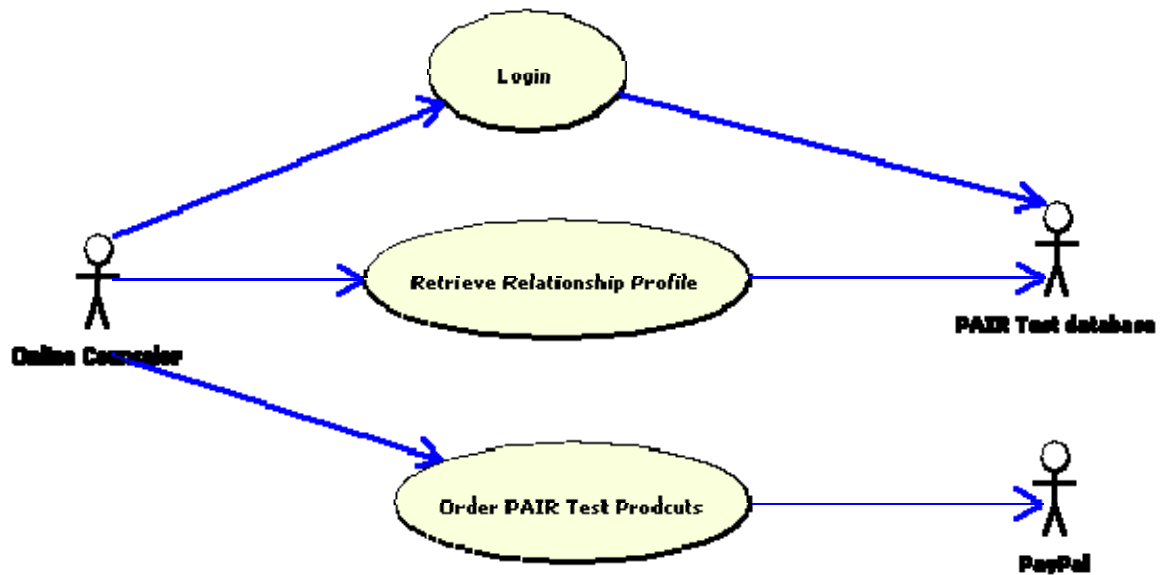 Login
Retrieve Relationship Profile
PAIR Test database
Online Counselor
Order PAIR Test Prodcuts
PayPal